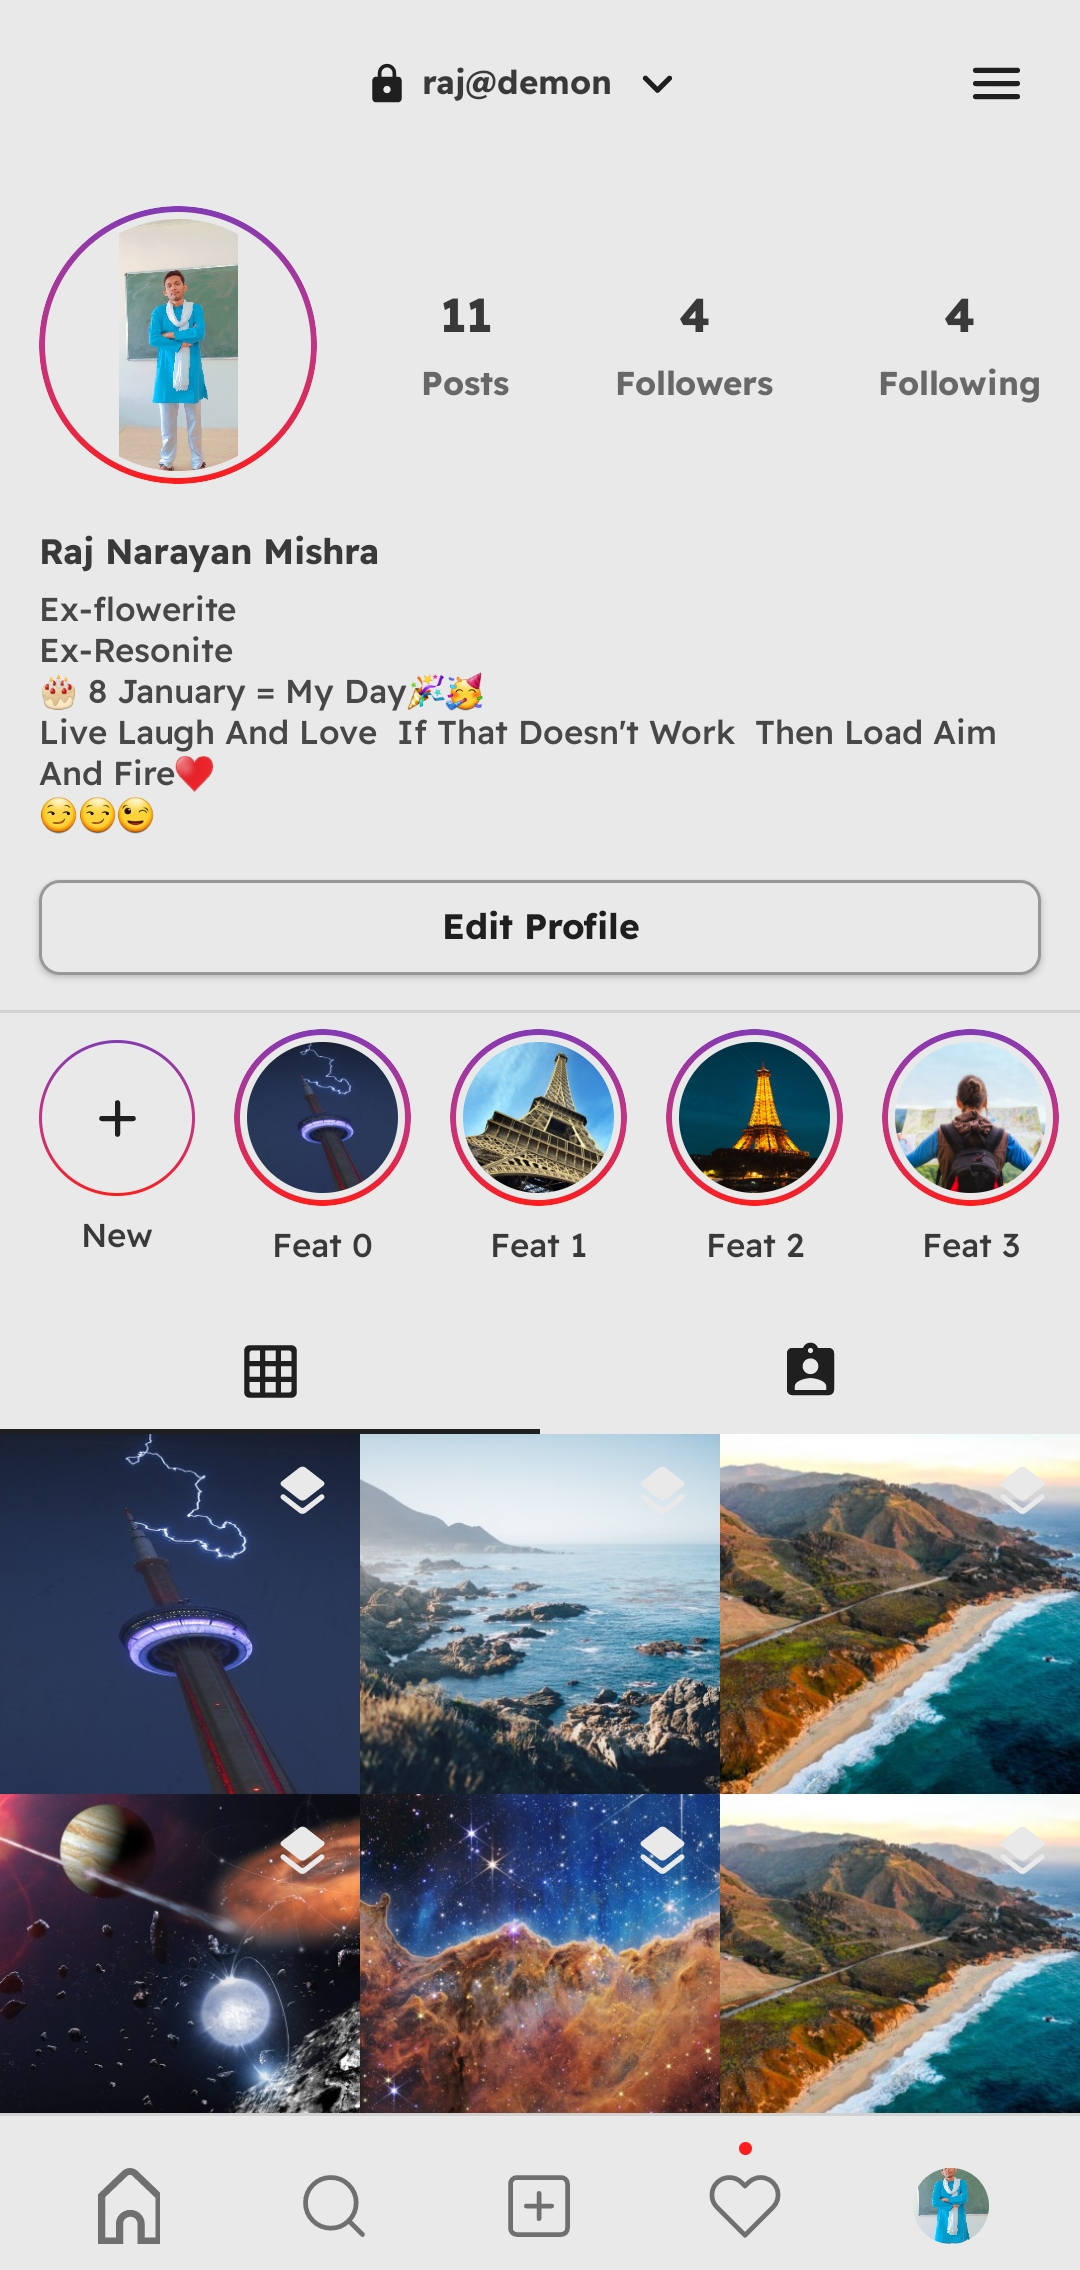 raj@demon
11 4 4
Posts Followers Following
Raj Narayan Mishra
Ex-flowerite
Ex-Resonite
🎂 8 January = My Day🎉🥳
Live Laugh And Love  If That Doesn't Work  Then Load Aim
And Fire♥️
😏😏😉
Edit Profile
New Feat 0 Feat 1 Feat 2 Feat 3